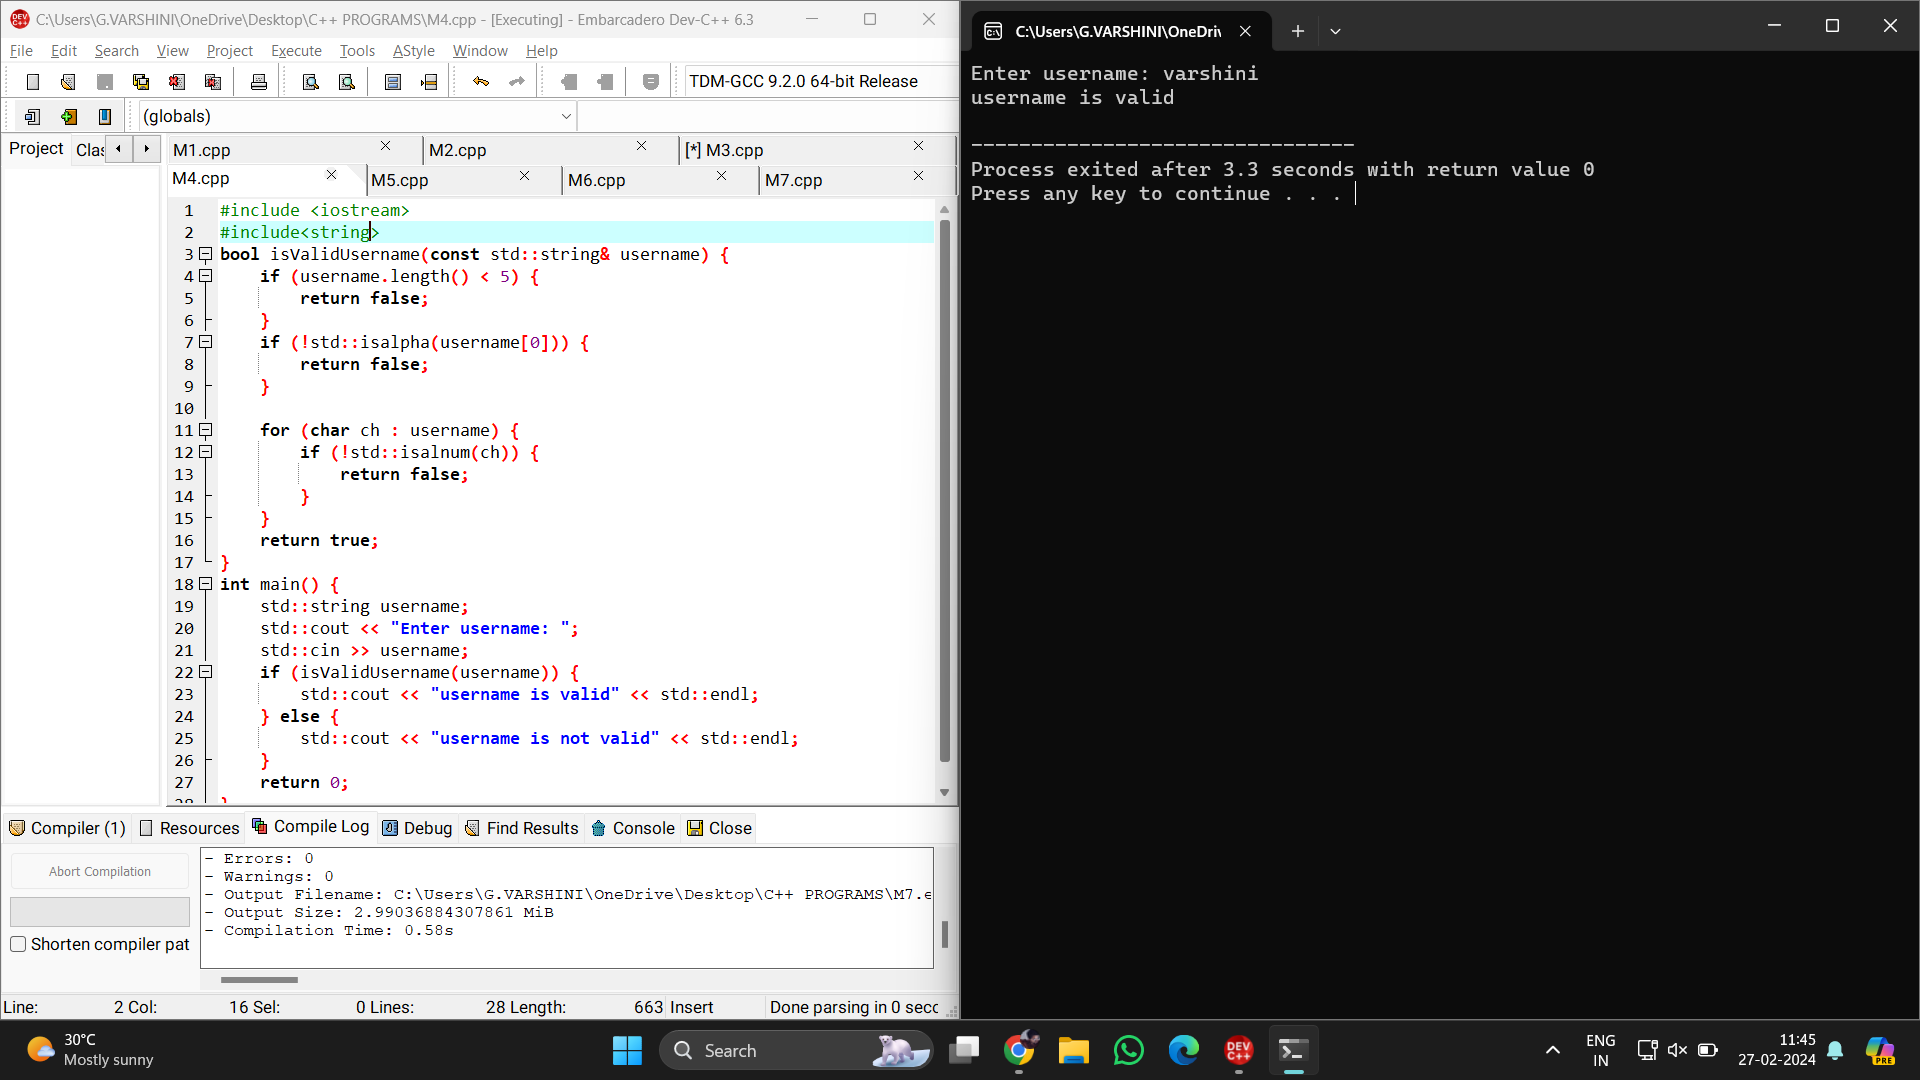 C:\Users\G.VARSHINI\OneDrive\Desktop\C++ PROGRAMS\M4.cpp - [Executing] - Embarcadero Dev-C++ 6.3
File Edit Search View Project Execute Tools AStyle Window Help
TDM-GCC 9.2.0 64-bit Release
(globals)
Project Clas
M1.cpp M2.cpp [*] M3.cpp
M4.cpp M5.cpp M6.cpp M7.cpp
1 #include <iostream>
2 #include<string>
3 bool isValidUsername(const std::string& username) {
4 if (username.length() < 5) {
5 return false;
6 }
7 if (!std::isalpha(username[0])) {
8 return false;
9 }
10
11 for (char ch : username) {
12 if (!std::isalnum(ch)) {
13 return false;
14 }
15 }
16 return true;
17 }
18 int main() {
19 std::string username;
20 std::cout << "Enter username: ";
21 std::cin >> username;
22 if (isValidUsername(username)) {
23 std::cout << "username is valid" << std::endl;
24 } else {
25 std::cout << "username is not valid" << std::endl;
26 }
27 return 0;
28 }
Compiler (1) Resources Compile Log Debug Find Results Console Close
Abort Compilation
Shorten compiler pat
- Errors: 0
- Warnings: 0
- Output Filename: C:\Users\G.VARSHINI\OneDrive\Desktop\C++ PROGRAMS\M7.e
- Output Size: 2.99036884307861 MiB
- Compilation Time: 0.58s
Line: 2 Col: 16 Sel: 0 Lines: 28 Length: 663 Insert Done parsing in 0 seco
C:\Users\G.VARSHINI\OneDriv
Enter username: varshini
username is valid
--------------------------------
Process exited after 3.3 seconds with return value 0
Press any key to continue . . .
30°C
Mostly sunny
Search
DEV C++
ENG
IN
11:45
27-02-2024
PRE